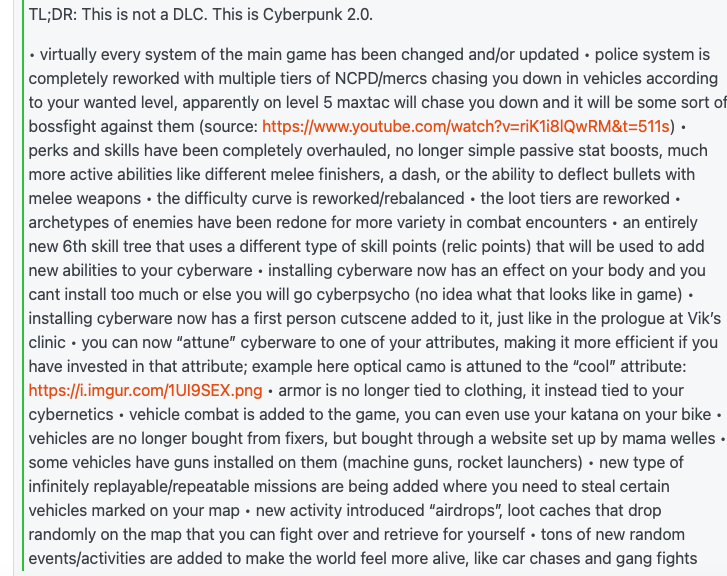 TL;DR: This is not a DLC. This is Cyberpunk 2.0.
• virtually every system of the main game has been changed and/or updated • police system is
completely reworked with multiple tiers of NCPD/mercs chasing you down in vehicles according
to your wanted level, apparently on level 5 maxtac will chase you down and it will be some sort of
bossfight against them (source: https://www.youtube.com/watch?v=riK1i8lQwRM&t=511s) •
perks and skills have been completely overhauled, no longer simple passive stat boosts, much
more active abilities like different melee finishers, a dash, or the ability to deflect bullets with
melee weapons • the difficulty curve is reworked/rebalanced • the loot tiers are reworked •
archetypes of enemies have been redone for more variety in combat encounters • an entirely
new 6th skill tree that uses a different type of skill points (relic points) that will be used to add
new abilities to your cyberware • installing cyberware now has an effect on your body and you
cant install too much or else you will go cyberpsycho (no idea what that looks like in game) •
installing cyberware now has a first person cutscene added to it, just like in the prologue at Vik's
clinic • you can now “attune” cyberware to one of your attributes, making it more efficient if you
have invested in that attribute; example here optical camo is attuned to the “cool” attribute:
https://i.imgur.com/1UI9SEX.png • armor is no longer tied to clothing, it instead tied to your
cybernetics • vehicle combat is added to the game, you can even use your katana on your bike •
vehicles are no longer bought from fixers, but bought through a website set up by mama welles •
some vehicles have guns installed on them (machine guns, rocket launchers) • new type of
infinitely replayable/repeatable missions are being added where you need to steal certain
vehicles marked on your map • new activity introduced “airdrops”, loot caches that drop
randomly on the map that you can fight over and retrieve for yourself • tons of new random
events/activities are added to make the world feel more alive, like car chases and gang fights